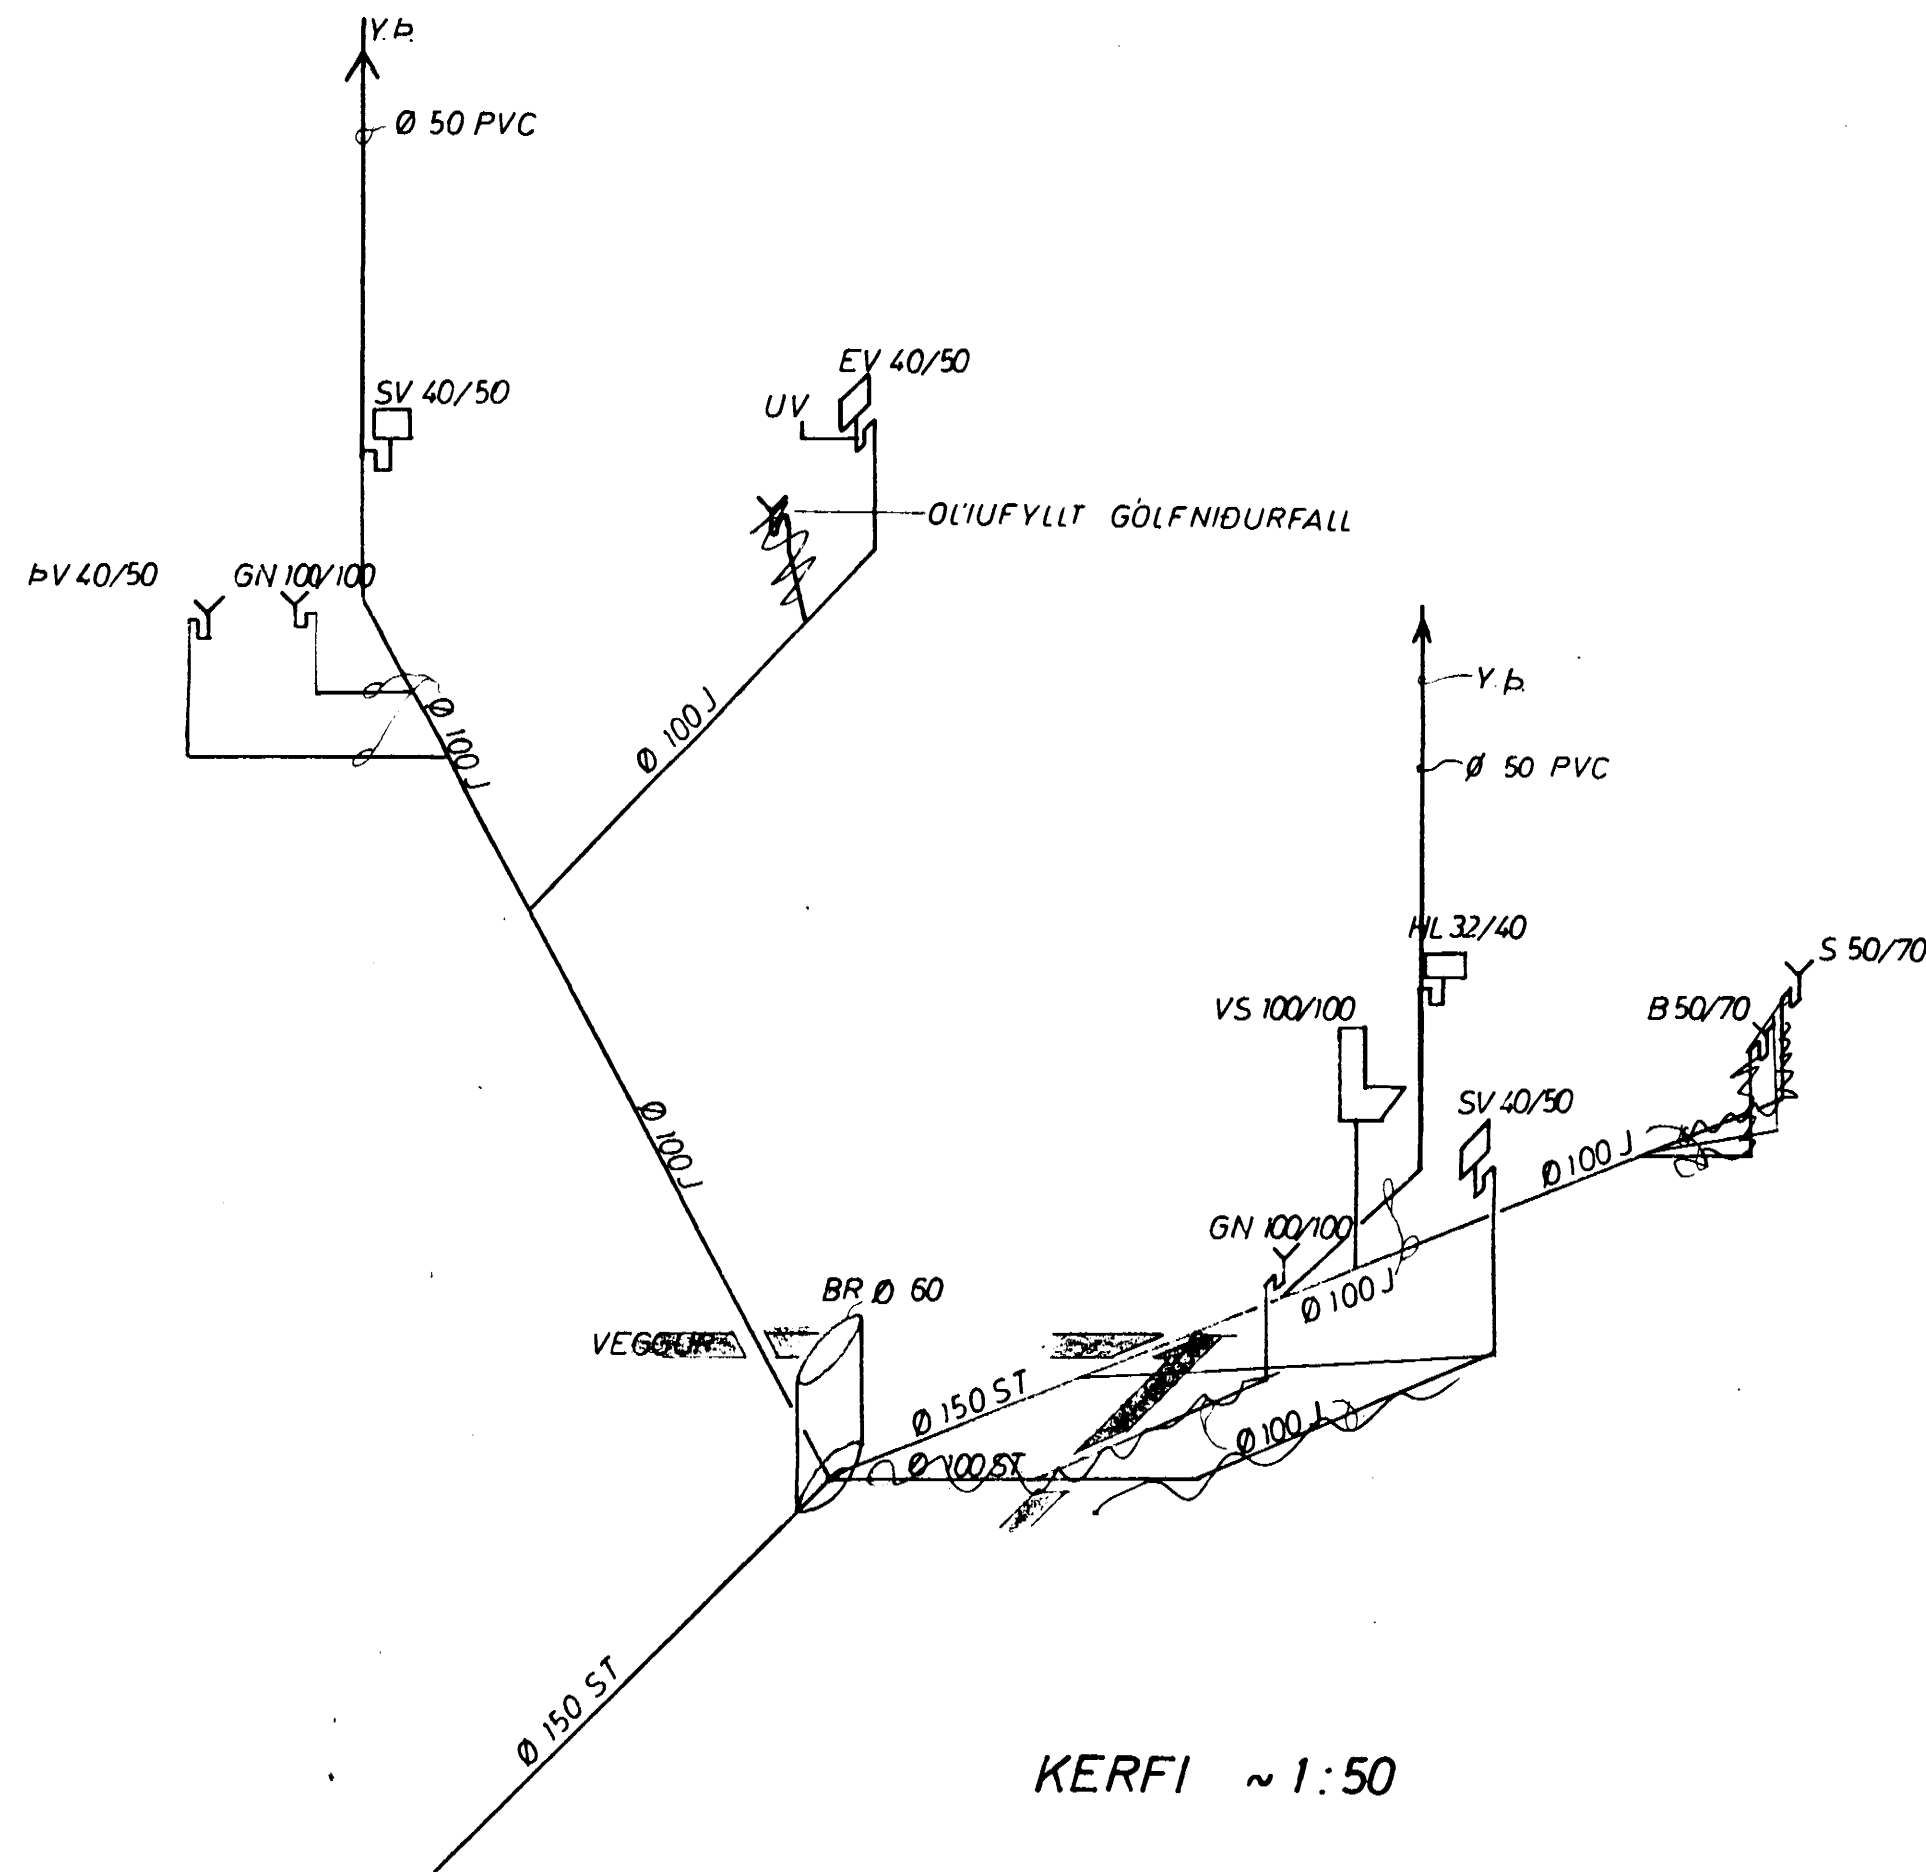 Y.Þ.
Ø 50 PVC
EV 40/50
SV 40/50
UV
OLÍUFYLLT GÓLFNIÐURFALL
ÞV 40/50
GN 100/100
Ø 100 J
Ø 100 J
Y.Þ.
Ø 50 PVC
HL 32/40
S 50/70
VS 100/100
B 50/70
SV 40/50
Ø 100 J
Ø 100 J
GN 100/100
Ø 100 J
BR Ø 60
VEGGUR
Ø 150 ST
Ø 100 J
Ø 100 ST
Ø 150 ST
KERFI ~ 1:50